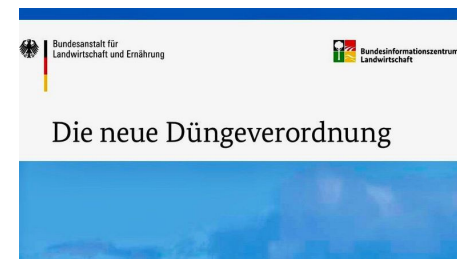 Bundesanstalt für
Landwirtschaft und Ernährung
Bundesinformationszentrum
Landwirtschaft
Die neue Düngeverordnung